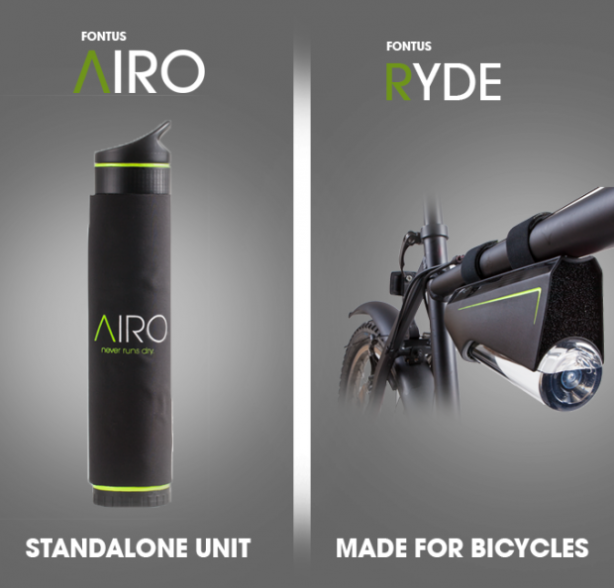 FONTUS
AIRO
AIRO
never runs dry
STANDALONE UNIT
FONTUS
RYDE
MADE FOR BICYCLES